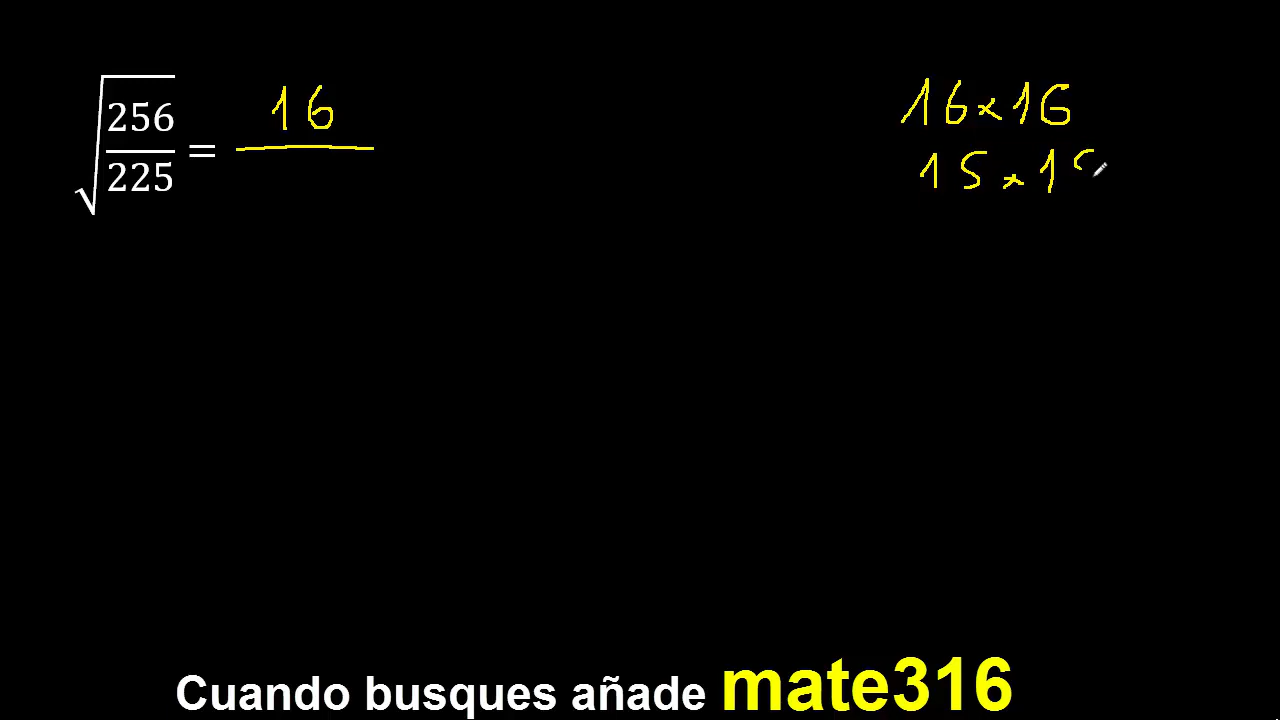 √256/225 = 16/
16×16
15×1
Cuando busques añade mate316